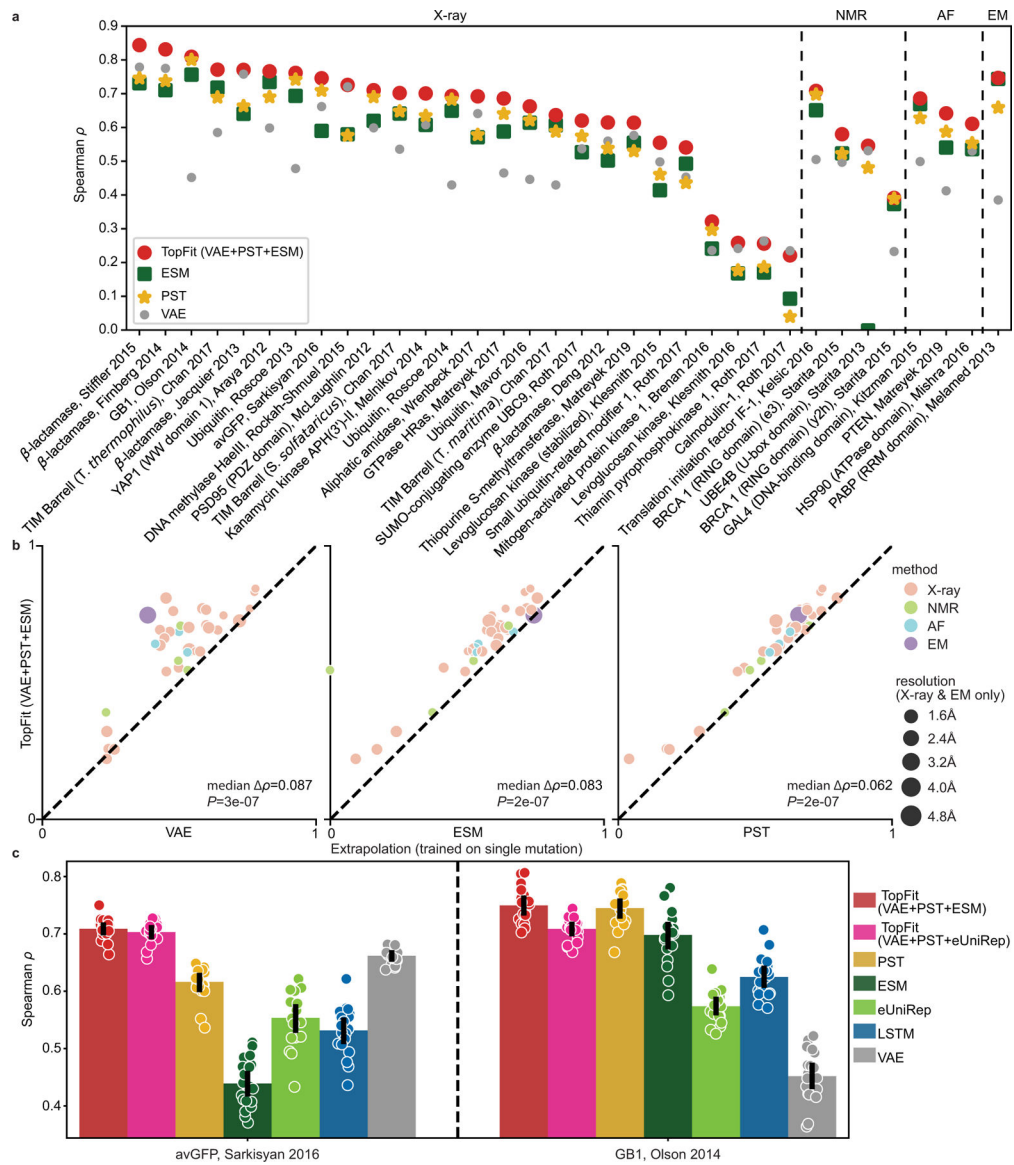 a
X-ray
NMR
AF
EM
0.9
0.8
0.7
0.6
0.5
0.4
0.3
0.2
0.1
0.0
Spearman ρ
TopFit (VAE+PST+ESM)
ESM
PST
VAE
β-lactamase, Stiffler 2015
β-lactamase, Firnberg 2014
GB1, Olson 2014
TIM Barrell (T. thermophilus), Chan 2017
β-lactamase, Jacquier 2013
YAP1 (WW domain 1), Araya 2012
Ubiquitin, Roscoe 2013
avGFP, Sarkisyan 2016
DNA methylase HaeIII, Rockah-Shmuel 2015
PSD95 (PDZ domain), McLaughlin 2012
TIM Barrell (S. solfataricus), Chan 2017
Kanamycin kinase APH(3')-II, Melnikov 2014
Ubiquitin, Roscoe 2014
Aliphatic amidase, Wrenbeck 2017
GTPase HRas, Matreyek 2017
Ubiquitin, Mavor 2016
TIM Barrell (T. maritima), Chan 2017
SUMO-conjugating enzyme UBC9, Roth 2017
β-lactamase, Deng 2012
Thiopurine S-methyltransferase, Matreyek 2019
Levoglucosan kinase (stabilized), Klesmith 2015
Small ubiquitin-related modifier 1, Roth 2017
Mitogen-activated protein kinase 1, Brenan 2016
Levoglucosan kinase, Klesmith 2015
Thiamin pyrophosphokinase 1, Roth 2017
Calmodulin-1, Roth 2017
Translation initiation factor IF-1, Kelsic 2016
BRCA 1 (RING domain) (e3), Starita 2015
UBE4B (U-box domain), Starita 2013
BRCA 1 (RING domain) (y2h), Starita 2015
GAL4 (DNA-binding domain), Kitzman 2015
PTEN, Matreyek 2019
HSP90 (ATPase domain), Mishra 2016
PABP (RRM domain), Melamed 2013
b
1
TopFit (VAE+PST+ESM)
0
median Δρ=0.087
P=3e-07
median Δρ=0.083
P=2e-07
median Δρ=0.062
P=2e-07
0
VAE
1
0
ESM
1
0
PST
1
method
X-ray
NMR
AF
EM
resolution
(X-ray & EM only)
1.6Å
2.4Å
3.2Å
4.0Å
4.8Å
c
Extrapolation (trained on single mutation)
0.8
0.7
0.6
0.5
0.4
Spearman ρ
avGFP, Sarkisyan 2016
GB1, Olson 2014
TopFit
(VAE+PST+ESM)
TopFit
(VAE+PST+eUniRep)
PST
ESM
eUniRep
LSTM
VAE